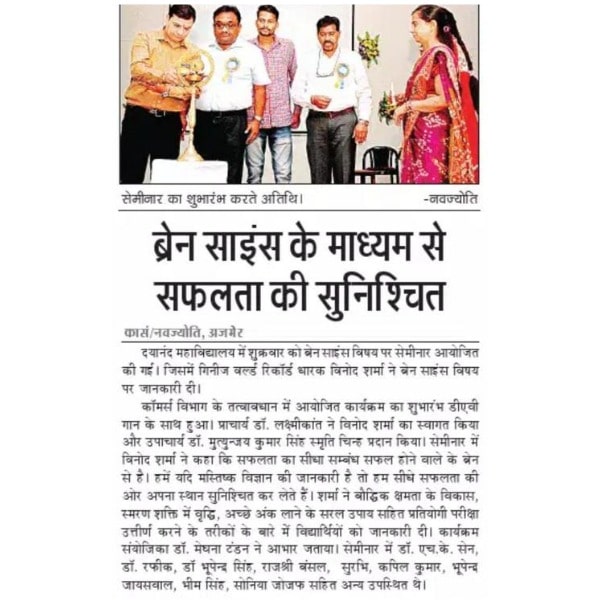 सेमीनार का शुभारंभ करते अतिथि।
-नवज्योति
ब्रेन साइंस के माध्यम से
सफलता की सुनिश्चित
कासं/नवज्योति, अजमेर
दयानंद महाविद्यालय में शुक्रवार को ब्रेन साइंस विषय पर सेमीनार आयोजित
की गई। जिसमें गिनीज वर्ल्ड रिकॉर्ड धारक विनोद शर्मा ने ब्रेन साइंस विषय
पर जानकारी दी।
कॉमर्स विभाग के तत्वावधान में आयोजित कार्यक्रम का शुभारंभ डीएवी
गान के साथ हुआ। प्राचार्य डॉ. लक्ष्मीकांत ने विनोद शर्मा का स्वागत किया
और उपाचार्य डॉ. मृत्युन्जय कुमार सिंह स्मृति चिन्ह प्रदान किया। सेमीनार में
विनोद शर्मा ने कहा कि सफलता का सीधा सम्बंध सफल होने वाले के ब्रेन
से है। हमें यदि मस्तिष्क विज्ञान की जानकारी है तो हम सीधे सफलता की
ओर अपना स्थान सुनिश्चित कर लेते हैं। शर्मा ने बौद्धिक क्षमता के विकास,
स्मरण शक्ति में वृद्धि, अच्छे अंक लाने के सरल उपाय सहित प्रतियोगी परीक्षा
उत्तीर्ण करने के तरीकों के बारे में विद्यार्थियों को जानकारी दी। कार्यक्रम
संयोजिका डॉ. मेघना टंडन ने आभार जताया। सेमीनार में डॉ. एच.के. सेन,
डॉ. रफीक, डॉ भूपेन्द्र सिंह, राजश्री बंसल, सुरभि, कपिल कुमार, भूपेन्द्र
जायसवाल, भीम सिंह, सोनिया जोजफ सहित अन्य उपस्थित थे।